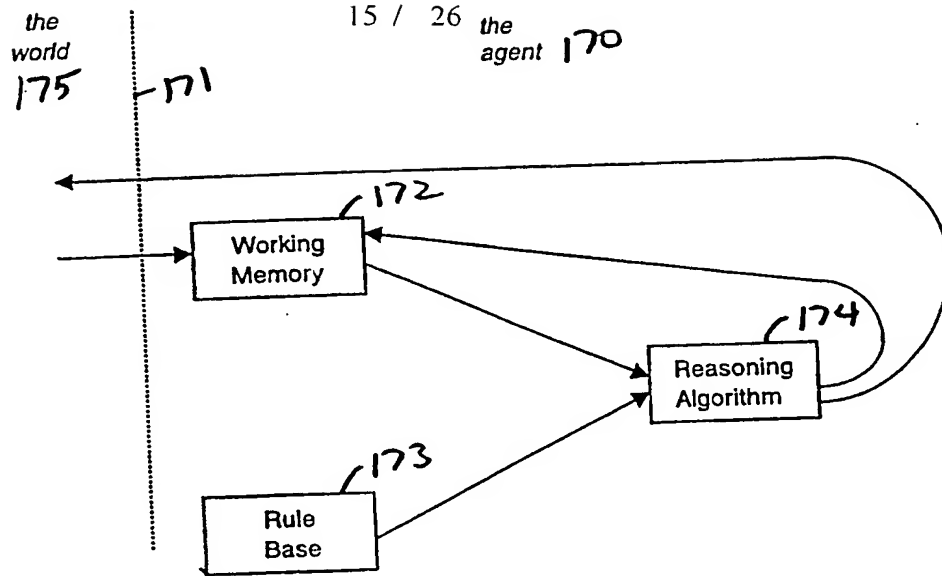 15 / 26
the
world
175
171
the
agent 170
172
Working
Memory
174
Reasoning
Algorithm
173
Rule
Base